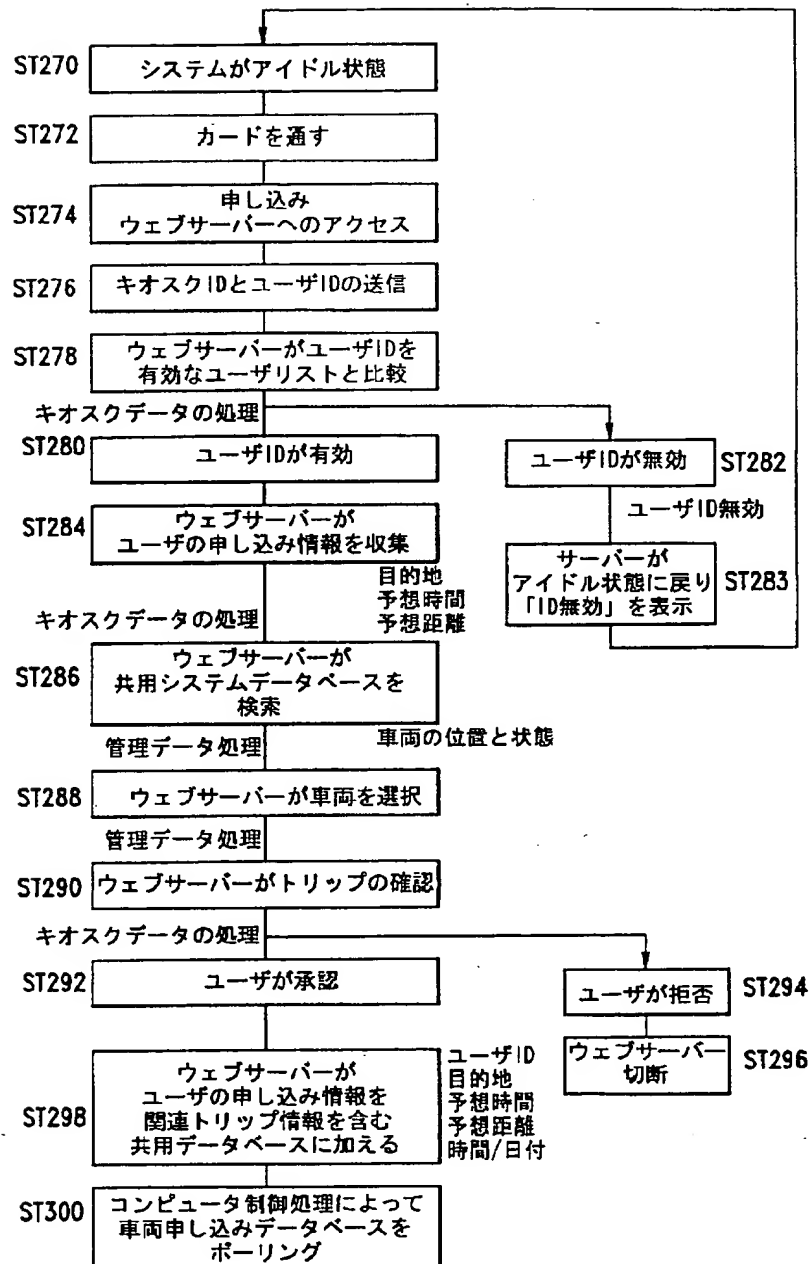 ST270
システムがアイドル状態
ST272
カードを通す
ST274
申し込み
ウェブサーバーへのアクセス
ST276
キオスクIDとユーザIDの送信
ST278
ウェブサーバーがユーザIDを
有効なユーザリストと比較
キオスクデータの処理
ST280
ユーザIDが有効
ユーザIDが無効
ST282
ユーザID無効
ST284
ウェブサーバーが
ユーザの申し込み情報を収集
サーバーが
アイドル状態に戻り
「ID無効」を表示
ST283
目的地
予想時間
予想距離
キオスクデータの処理
ST286
ウェブサーバーが
共用システムデータベースを
検索
車両の位置と状態
管理データ処理
ST288
ウェブサーバーが車両を選択
管理データ処理
ST290
ウェブサーバーがトリップの確認
キオスクデータの処理
ST292
ユーザが承認
ユーザが拒否
ST294
ウェブサーバー
切断
ST296
ST298
ウェブサーバーが
ユーザの申し込み情報を
関連トリップ情報を含む
共用データベースに加える
ユーザID
目的地
予想時間
予想距離
時間/日付
ST300
コンピュータ制御処理によって
車両申し込みデータベースを
ポーリング